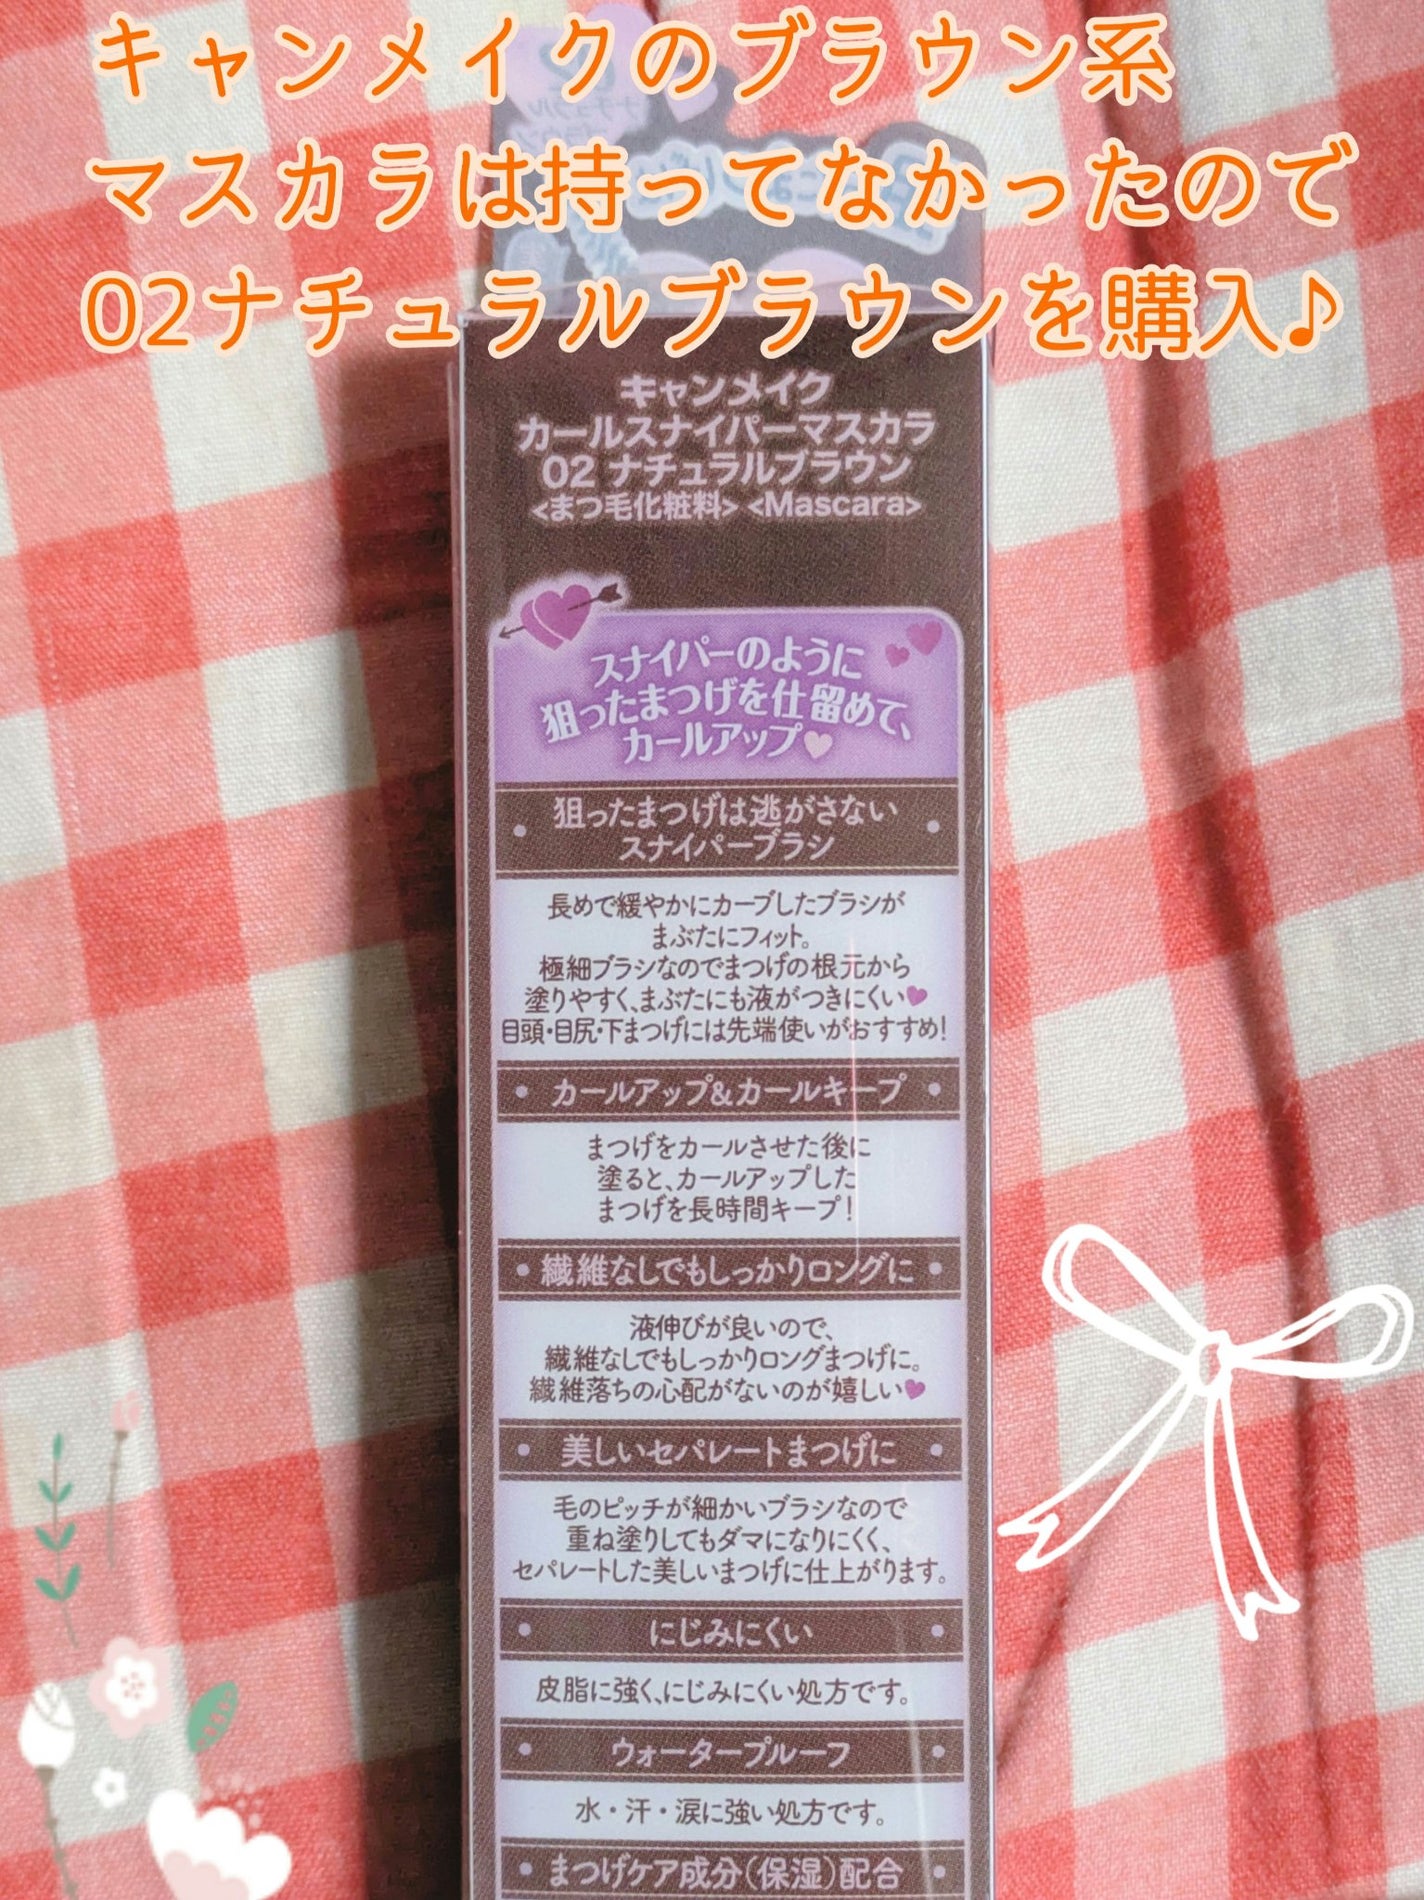 キャンメイクのブラウン系
マスカラは持ってなかったので
02ナチュラルブラウンを購入♪
キャンメイク
カールスナイパーマスカラ
02 ナチュラルブラウン
<まつ毛化粧料> <Mascara>
スナイパーのように
狙ったまつげを仕留めて、
カールアップ♥
狙ったまつげは逃がさない
スナイパーブラシ
長めで緩やかにカーブしたブラシが
まぶたにフィット。
極細ブラシなのでまつげの根元から
塗りやすく、まぶたにも液がつきにくい♥
目頭・目尻・下まつげには先端使いがおすすめ!
カールアップ&カールキープ
まつげをカールさせた後に
塗ると、カールアップした
まつげを長時間キープ!
繊維なしでもしっかりロングに
液伸びが良いので、
繊維なしでもしっかりロングまつげに。
繊維落ちの心配がないのが嬉しい♥
美しいセパレートまつげに
毛のピッチが細かいブラシなので
重ね塗りしてもダマになりにくく、
セパレートした美しいまつげに仕上がります。
にじみにくい
皮脂に強く、にじみにくい処方です。
ウォータープルーフ
水・汗・涙に強い処方です。
まつげケア成分(保湿)配合